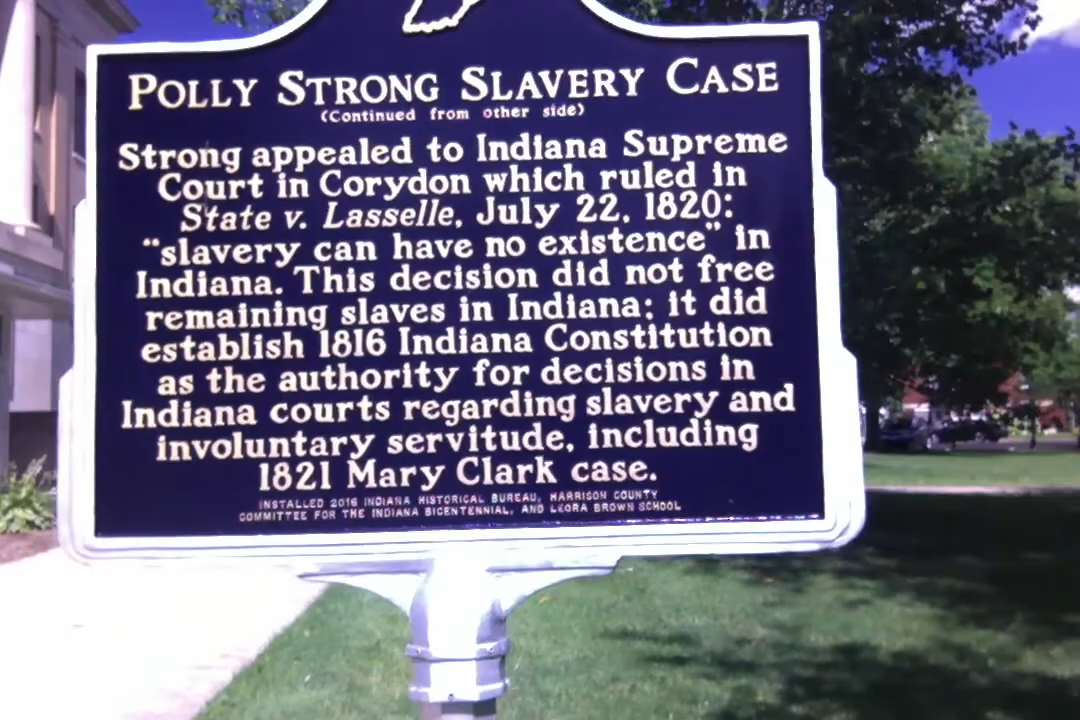 POLLY STRONG SLAVERY CASE
(Continued from other side)
Strong appealed to Indiana Supreme
Court in Corydon which ruled in
State v. Lasselle, July 22, 1820:
“slavery can have no existence” in
Indiana. This decision did not free
remaining slaves in Indiana; it did
establish 1816 Indiana Constitution
as the authority for decisions in
Indiana courts regarding slavery and
involuntary servitude, including
1821 Mary Clark case.
INSTALLED 2016 INDIANA HISTORICAL BUREAU, HARRISON COUNTY
COMMITTEE FOR THE INDIANA BICENTENNIAL, AND LEORA BROWN SCHOOL